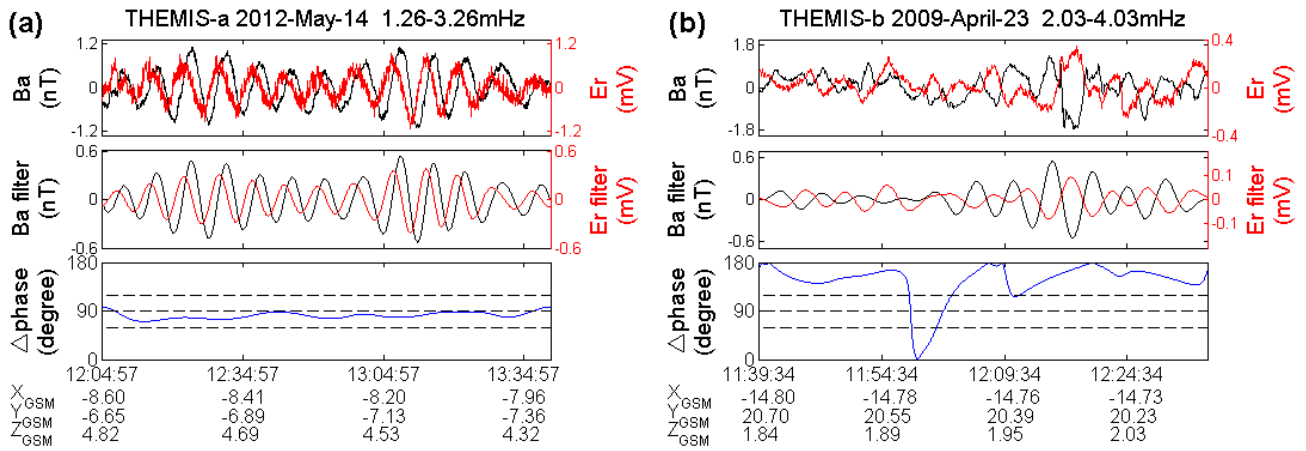 (a) THEMIS-a 2012-May-14 1.26-3.26mHz
1.2
0
-1.2
Ba
(nT)
1.2
0
-1.2
Er
(mV)
0.6
0
-0.6
Ba filter
(nT)
0.6
0
-0.6
Er filter
(mV)
180
90
0
△phase
(degree)
12:04:57 12:34:57 13:04:57 13:34:57
XGSM -8.60 -8.41 -8.20 -7.96
YGSM -6.65 -6.89 -7.13 -7.36
ZGSM 4.82 4.69 4.53 4.32
(b) THEMIS-b 2009-April-23 2.03-4.03mHz
1.8
0
-1.8
Ba
(nT)
0.4
0
-0.4
Er
(mV)
0.6
0
-0.6
Ba filter
(nT)
0.1
0
-0.1
Er filter
(mV)
180
90
0
△phase
(degree)
11:39:34 11:54:34 12:09:34 12:24:34
XGSM -14.80 -14.78 -14.76 -14.73
YGSM 20.70 20.55 20.39 20.23
ZGSM 1.84 1.89 1.95 2.03